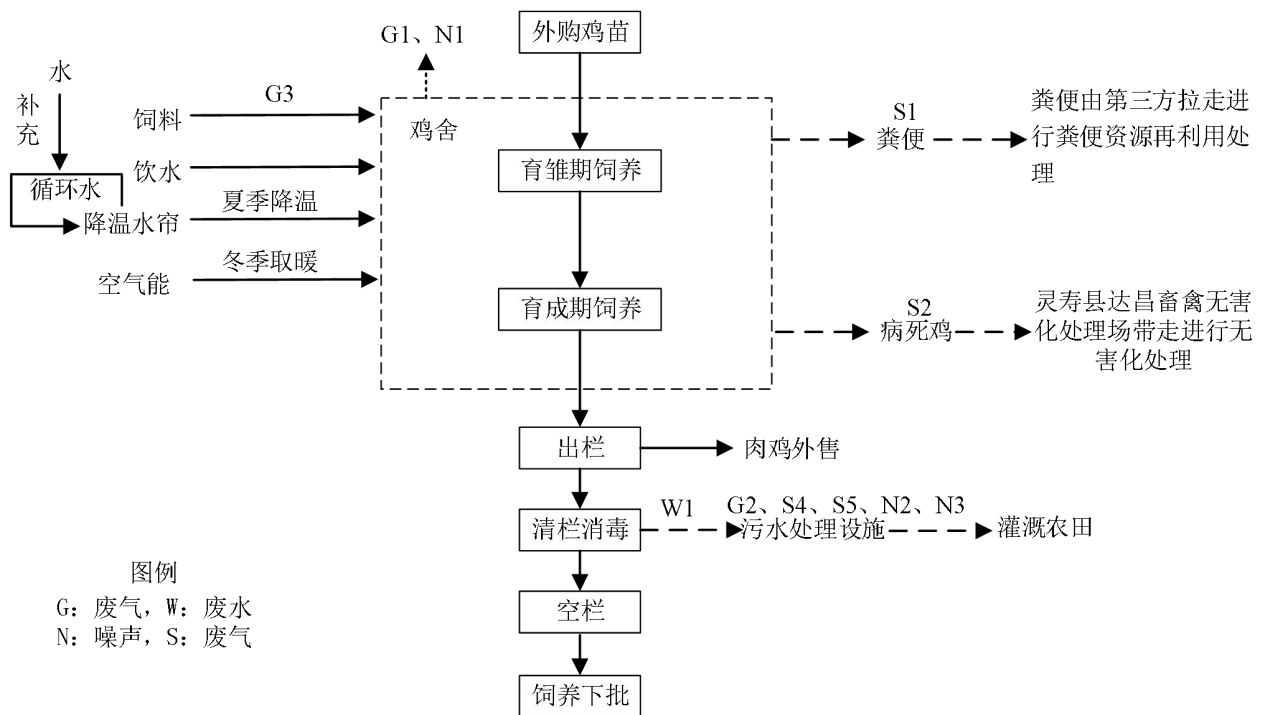 外购鸡苗
G1、N1
水
补
充
循环水
降温水帘
饲料
G3
饮水
夏季降温
空气能
冬季取暖
鸡舍
育雏期饲养
育成期饲养
S1
粪便
粪便由第三方拉走进
行粪便资源再利用处
理
S2
病死鸡
灵寿县达昌畜禽无害
化处理场带走进行无
害化处理
出栏
肉鸡外售
清栏消毒
W1
G2、S4、S5、N2、N3
污水处理设施
灌溉农田
空栏
饲养下批
图例
G：废气，W：废水
N：噪声，S：废气